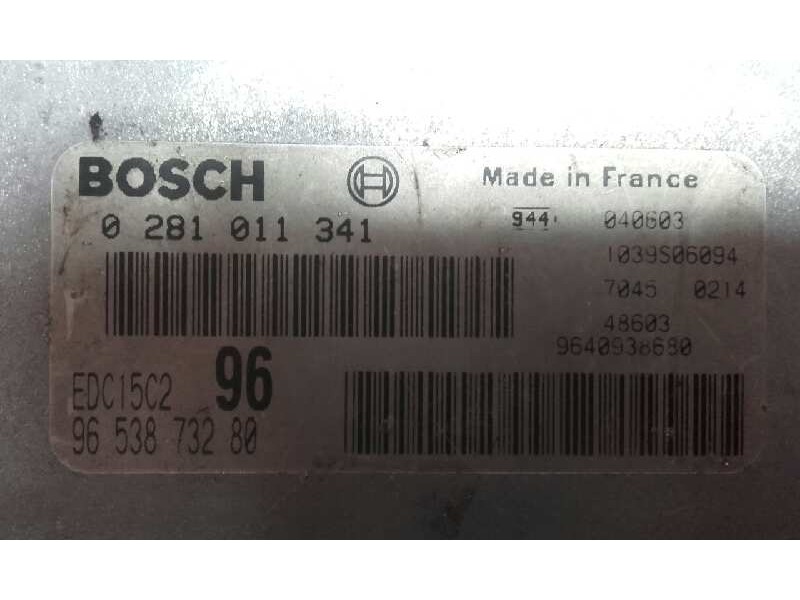 BOSCH
Made in France
0 281 011 341
944 040603
1039S06094
7045 0214
48603
9640938680
EDC15C2 96
96 538 732 80